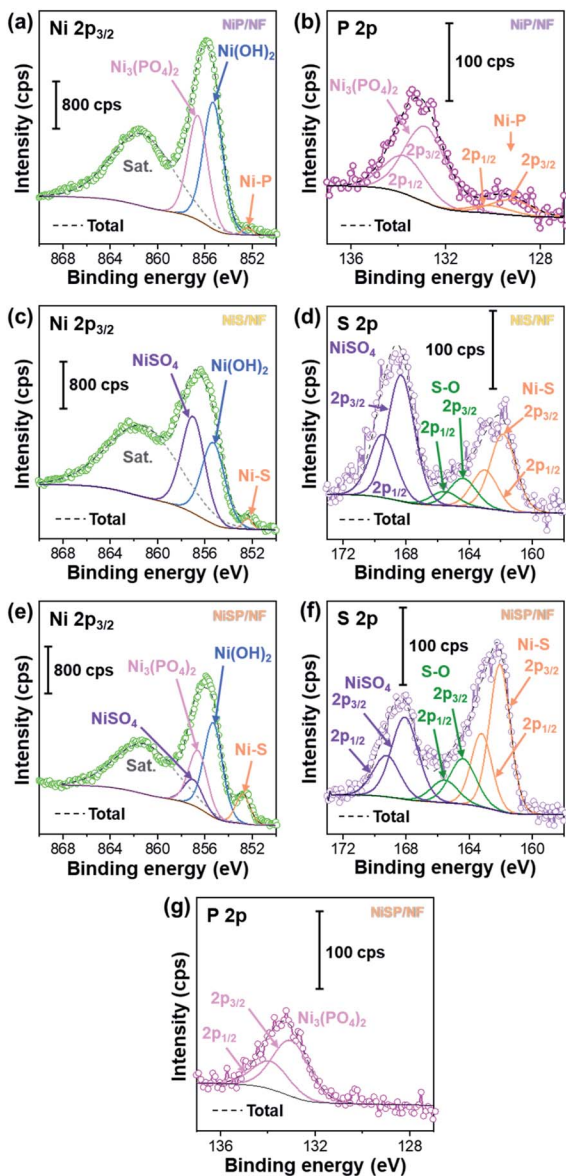 (a) Ni 2p3/2 NiP/NF
Ni3(PO4)2
Ni(OH)2
800 cps
Sat.
Ni-P
Total
868 864 860 856 852
Binding energy (eV)
Intensity (cps)
(b) P 2p NiP/NF
100 cps
Ni3(PO4)2
Ni-P
2p3/2
2p1/2
2p1/2
2p3/2
Total
136 132 128
Binding energy (eV)
Intensity (cps)
(c) Ni 2p3/2 NiS/NF
NiSO4
Ni(OH)2
800 cps
Sat.
Ni-S
Total
868 864 860 856 852
Binding energy (eV)
Intensity (cps)
(d) S 2p NiS/NF
NiSO4
100 cps
S-O
Ni-S
2p3/2
2p3/2
2p3/2
2p1/2
2p1/2
2p1/2
Total
172 168 164 160
Binding energy (eV)
Intensity (cps)
(e) Ni 2p3/2 NiSP/NF
800 cps
Ni3(PO4)2
Ni(OH)2
NiSO4
Sat.
Ni-S
Total
868 864 860 856 852
Binding energy (eV)
Intensity (cps)
(f) S 2p NiSP/NF
100 cps
Ni-S
S-O
NiSO4
2p3/2
2p3/2
2p3/2
2p1/2
2p1/2
2p1/2
Total
172 168 164 160
Binding energy (eV)
Intensity (cps)
(g) P 2p NiSP/NF
100 cps
2p3/2
Ni3(PO4)2
2p1/2
Total
136 132 128
Binding energy (eV)
Intensity (cps)